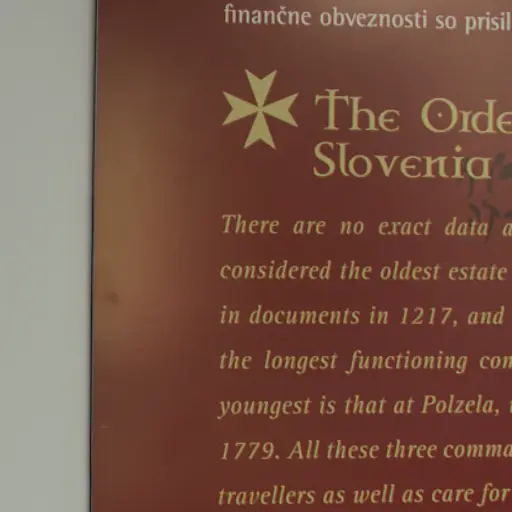 finančne obveznosti so prisil
The Orde
Slovenia
There are no exact data a
considered the oldest estate
in documents in 1217, and
the longest functioning com
youngest is that at Polzela,
1779. All these three comma
travellers as well as care for